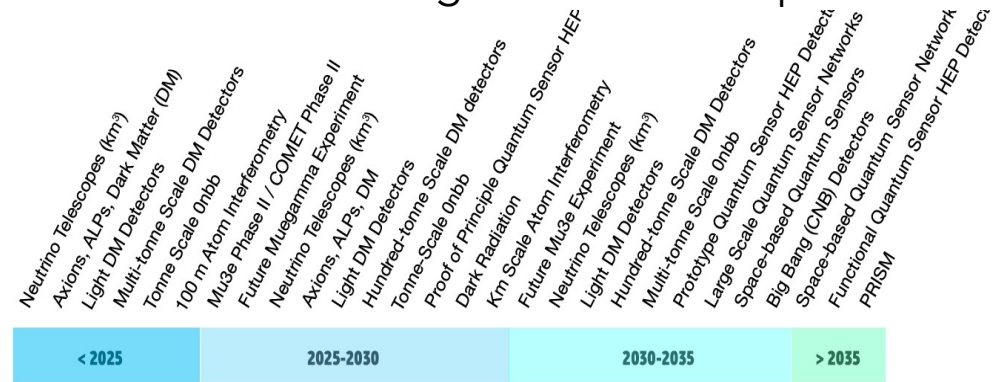 Neutrino Telescopes (km³)
Axions, ALPs, Dark Matter (DM)
Light DM Detectors
Multi-tonne Scale DM Detectors
Tonne Scale 0nbb
100 m Atom Interferometry
Mu3e Phase II / COMET Phase II
Future Muegamma Experiment
Neutrino Telescopes (km³)
Axions, ALPs, DM
Light DM Detectors
Hundred-tonne Scale DM detectors
Tonne-Scale 0nbb
Proof of Principle Quantum Sensor HEP
Dark Radiation
Km Scale Atom Interferometry
Future Mu3e Experiment
Neutrino Telescopes (km³)
Light DM Detectors
Hundred-tonne Scale DM Detectors
Multi-tonne Scale 0nbb
Prototype Quantum Sensor HEP
Large Scale Quantum Sensor Networks
Space-based Quantum Sensors
Big Bang (CNB) Detectors
Space-based Quantum Sensor Network
Functional Quantum Sensor HEP
PRISM
< 2025
2025-2030
2030-2035
> 2035